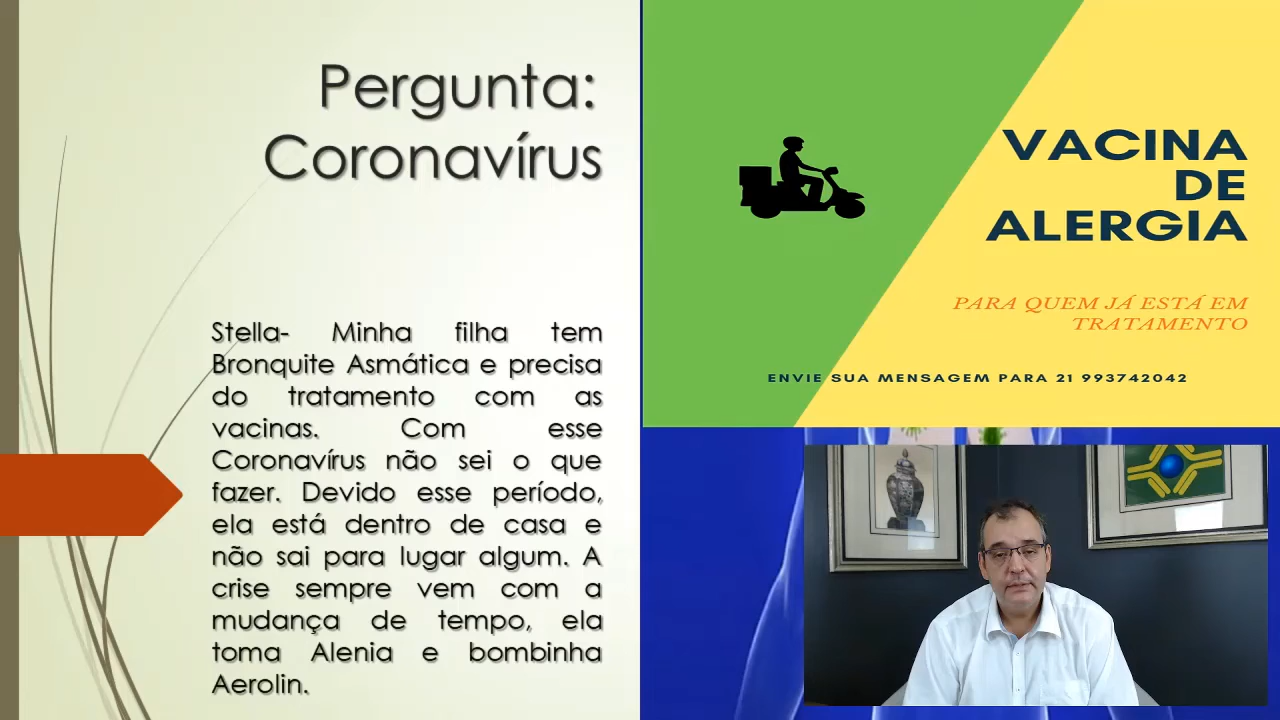 Pergunta:
Coronavírus
Stella- Minha filha tem
Bronquite Asmática e precisa
do tratamento com as
vacinas. Com esse
Coronavírus não sei o que
fazer. Devido esse período,
ela está dentro de casa e
não sai para lugar algum. A
crise sempre vem com a
mudança de tempo, ela
toma Alenia e bombinha
Aerolin.
VACINA
DE
ALERGIA
PARA QUEM JÁ ESTÁ EM
TRATAMENTO
ENVIE SUA MENSAGEM PARA 21 993742042